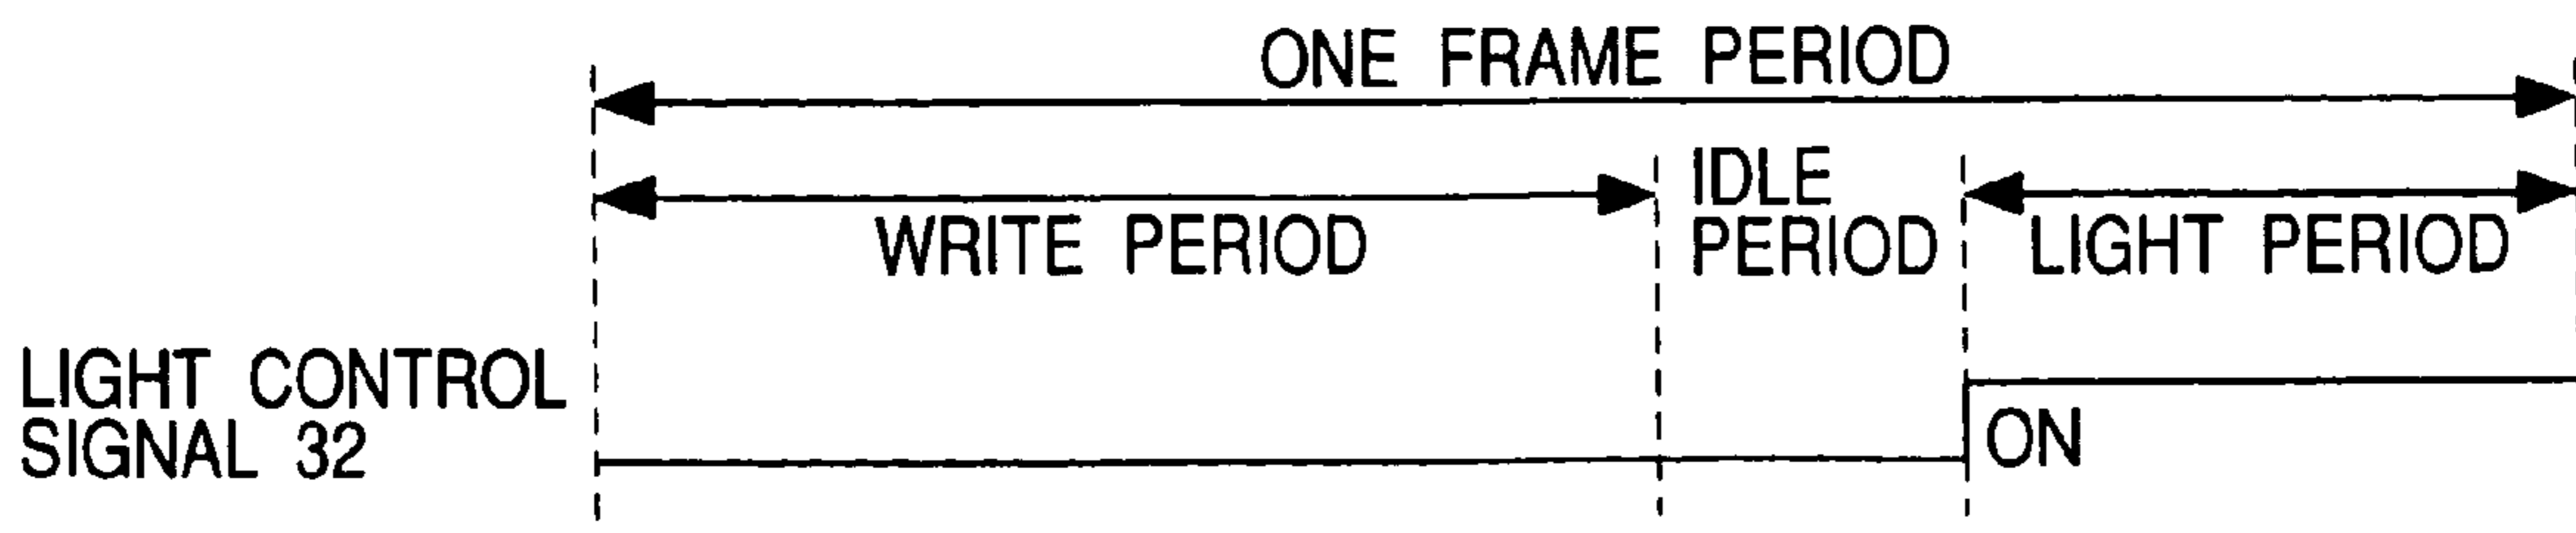 ONE FRAME PERIOD
IDLE
PERIOD
WRITE PERIOD
LIGHT PERIOD
LIGHT CONTROL
SIGNAL 32
ON